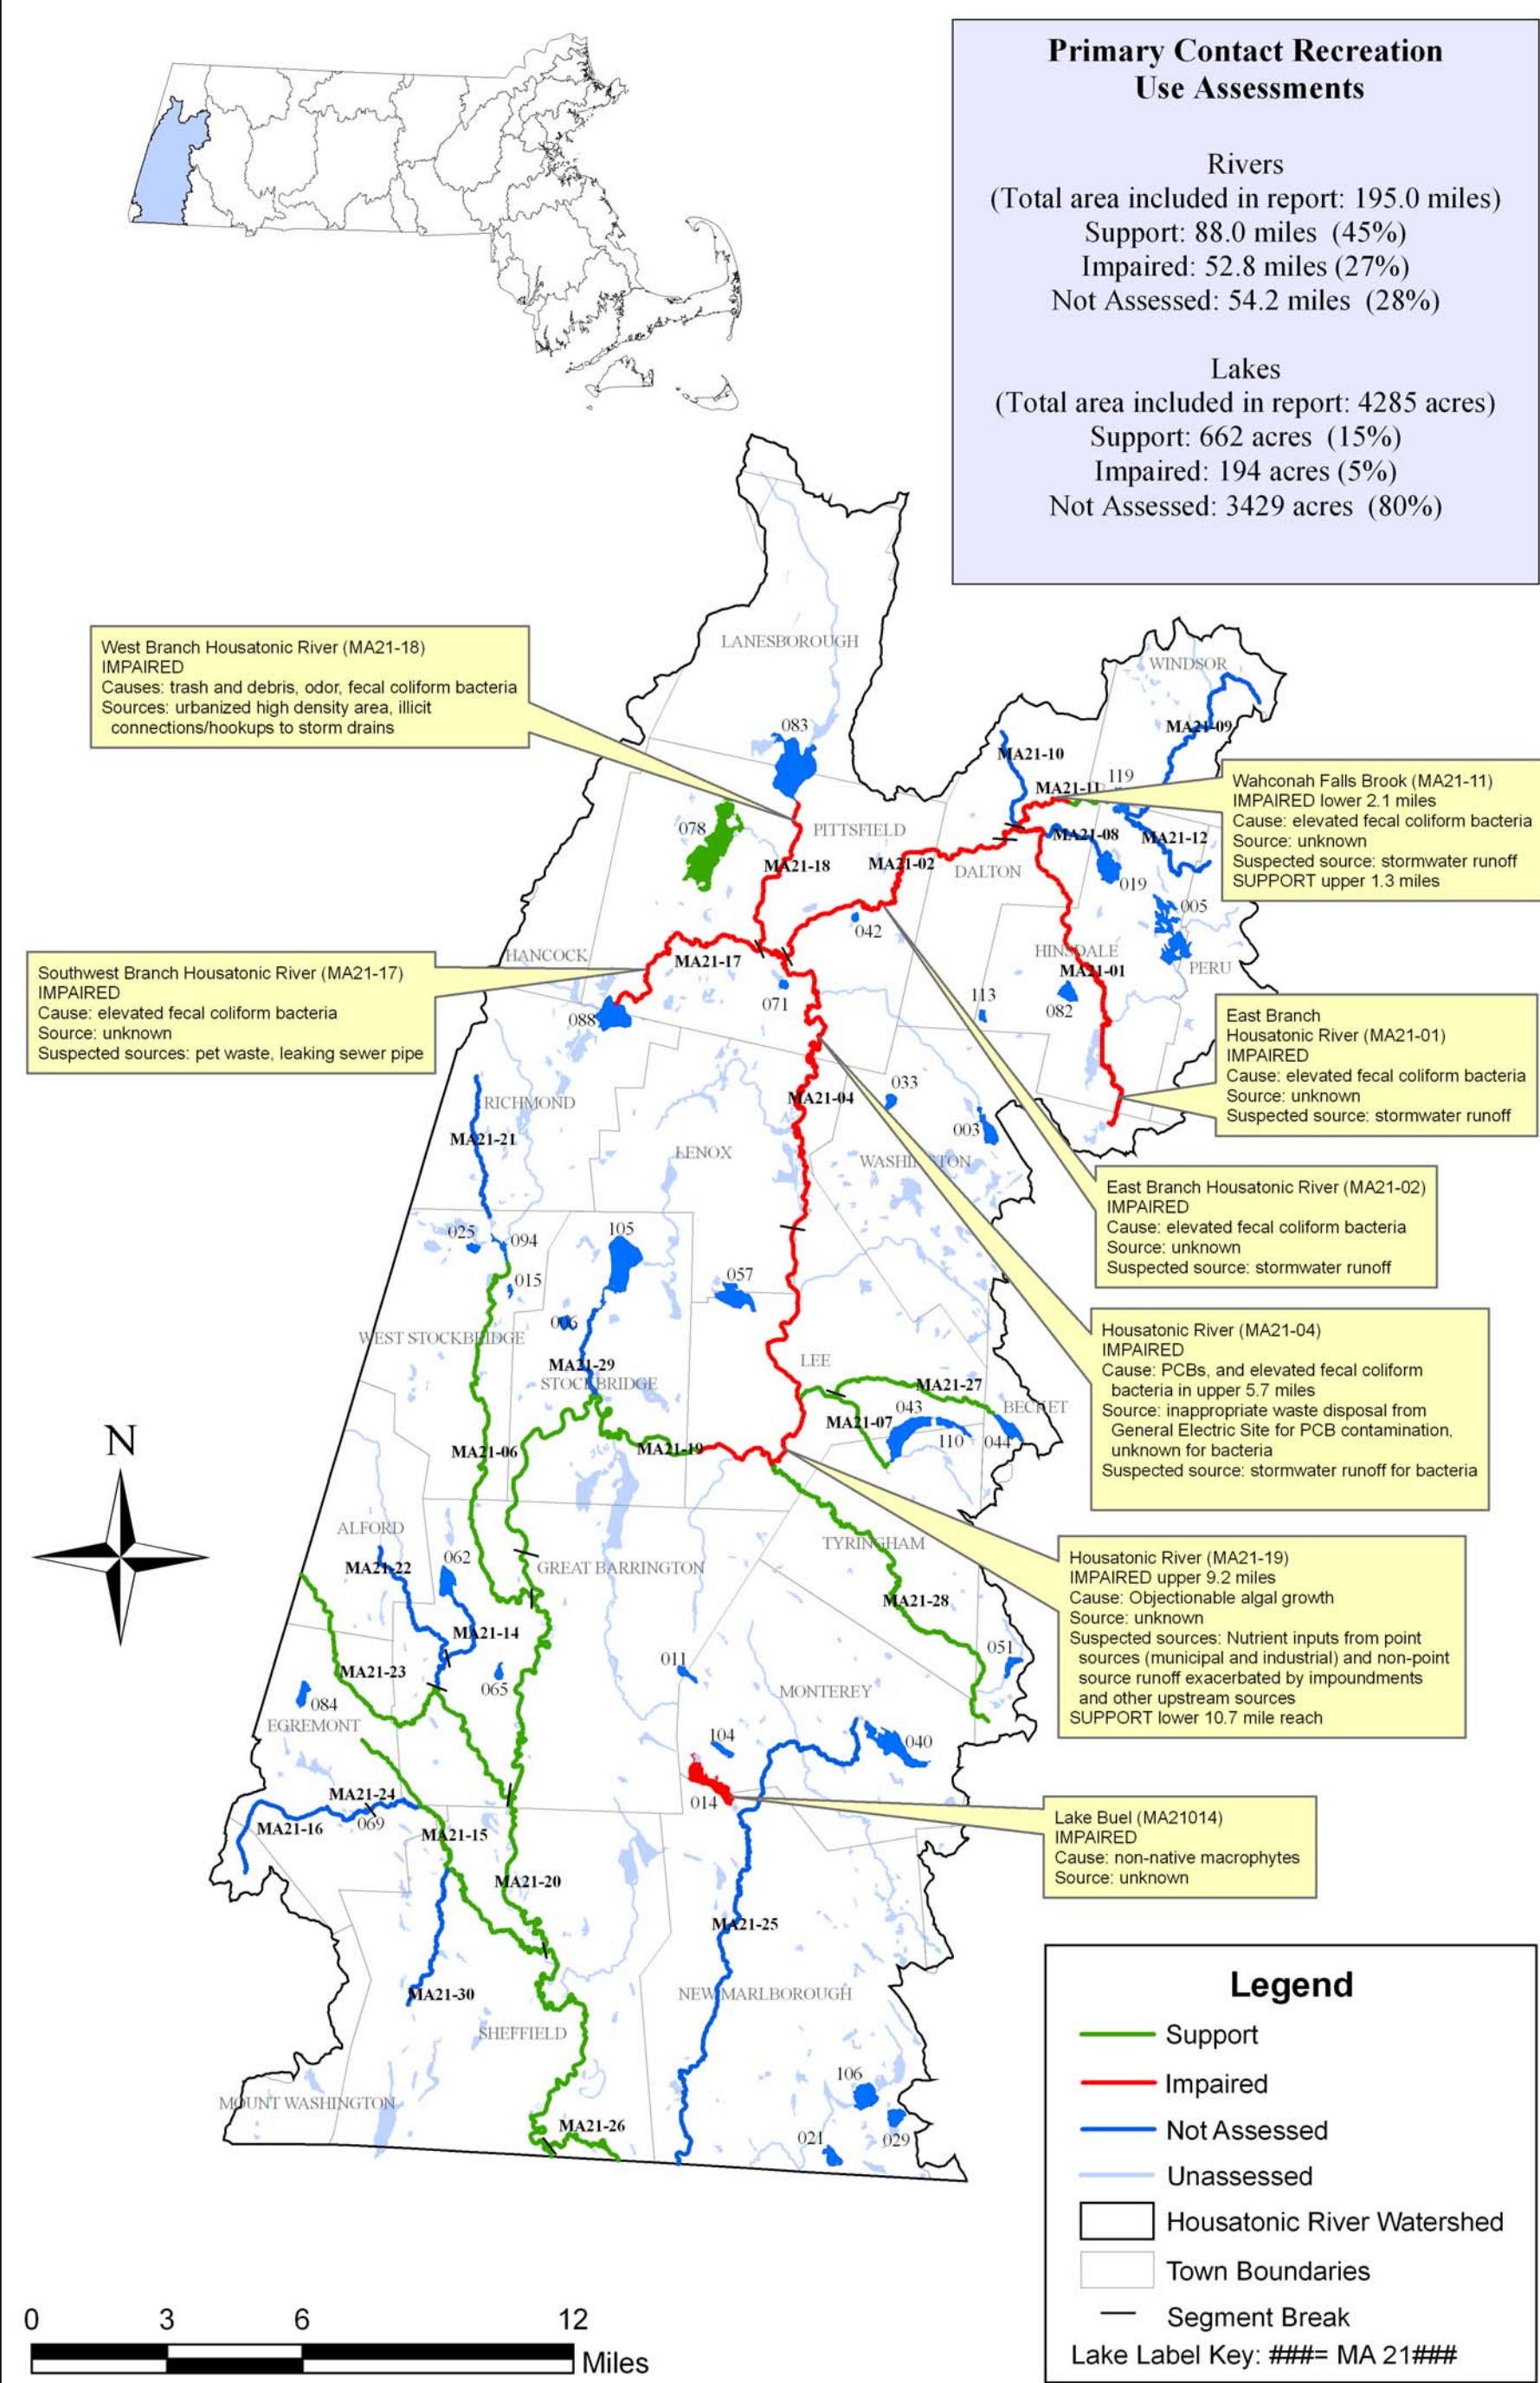 Primary Contact Recreation
Use Assessments
Rivers
(Total area included in report: 195.0 miles)
Support: 88.0 miles (45%)
Impaired: 52.8 miles (27%)
Not Assessed: 54.2 miles (28%)
Lakes
(Total area included in report: 4285 acres)
Support: 662 acres (15%)
Impaired: 194 acres (5%)
Not Assessed: 3429 acres (80%)
West Branch Housatonic River (MA21-18)
IMPAIRED
Causes: trash and debris, odor, fecal coliform bacteria
Sources: urbanized high density area, illicit
connections/hookups to storm drains
LANESBOROUGH
WINDSOR
083
MA21-09
MA21-10
MA21-11
119
Wahconah Falls Brook (MA21-11)
IMPAIRED lower 2.1 miles
Cause: elevated fecal coliform bacteria
Source: unknown
Suspected source: stormwater runoff
SUPPORT upper 1.3 miles
078
PITTSFIELD
MA21-08
MA21-12
MA21-18
MA21-02
DALTON
019
005
042
HANCOCK
MA21-17
HINSDALE
MA21-01
PERU
Southwest Branch Housatonic River (MA21-17)
IMPAIRED
Cause: elevated fecal coliform bacteria
Source: unknown
Suspected sources: pet waste, leaking sewer pipe
071
113
082
088
East Branch
Housatonic River (MA21-01)
IMPAIRED
Cause: elevated fecal coliform bacteria
Source: unknown
Suspected source: stormwater runoff
RICHMOND
MA21-04
033
003
MA21-21
LENOX
WASHINGTON
East Branch Housatonic River (MA21-02)
IMPAIRED
Cause: elevated fecal coliform bacteria
Source: unknown
Suspected source: stormwater runoff
025
094
105
015
057
006
WEST STOCKBRIDGE
MA21-29
STOCKBRIDGE
LEE
Housatonic River (MA21-04)
IMPAIRED
Cause: PCBs, and elevated fecal coliform
bacteria in upper 5.7 miles
Source: inappropriate waste disposal from
General Electric Site for PCB contamination,
unknown for bacteria
Suspected source: stormwater runoff for bacteria
MA21-27
BECKET
MA21-07
043
110
044
N
MA21-06
MA21-19
ALFORD
MA21-22
062
GREAT BARRINGTON
TYRINGHAM
MA21-28
Housatonic River (MA21-19)
IMPAIRED upper 9.2 miles
Cause: Objectionable algal growth
Source: unknown
Suspected sources: Nutrient inputs from point
sources (municipal and industrial) and non-point
source runoff exacerbated by impoundments
and other upstream sources
SUPPORT lower 10.7 mile reach
MA21-14
MA21-23
065
011
051
084
EGREMONT
MONTEREY
104
040
MA21-24
014
MA21-16
069
MA21-15
Lake Buel (MA21014)
IMPAIRED
Cause: non-native macrophytes
Source: unknown
MA21-20
MA21-25
MA21-30
NEW MARLBOROUGH
SHEFFIELD
MOUNT WASHINGTON
106
MA21-26
021
029
Legend
Support
Impaired
Not Assessed
Unassessed
Housatonic River Watershed
Town Boundaries
Segment Break
Lake Label Key: ###= MA 21###
0 3 6 12
Miles